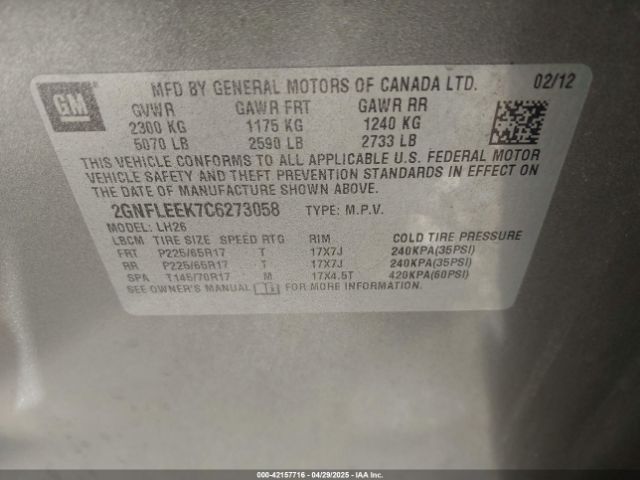 GM
MFD BY GENERAL MOTORS OF CANADA LTD. 02/12
GVWR GAWR FRT GAWR RR
2300 KG 1175 KG 1240 KG
5070 LB 2590 LB 2733 LB
THIS VEHICLE CONFORMS TO ALL APPLICABLE U.S. FEDERAL MOTOR
VEHICLE SAFETY AND THEFT PREVENTION STANDARDS IN EFFECT ON
THE DATE OF MANUFACTURE SHOWN ABOVE.
2GNFLEEK7C6273058 TYPE: M.P.V.
MODEL: LH26
LBCM TIRE SIZE SPEED RTG RIM COLD TIRE PRESSURE
FRT P225/65R17 T 17X7J 240KPA(35PSI)
RR P225/65R17 T 17X7J 240KPA(35PSI)
SPA T145/70R17 M 17X4.5T 420KPA(60PSI)
SEE OWNER'S MANUAL FOR MORE INFORMATION.
000-42157716 - 04/29/2025 - IAAI.com